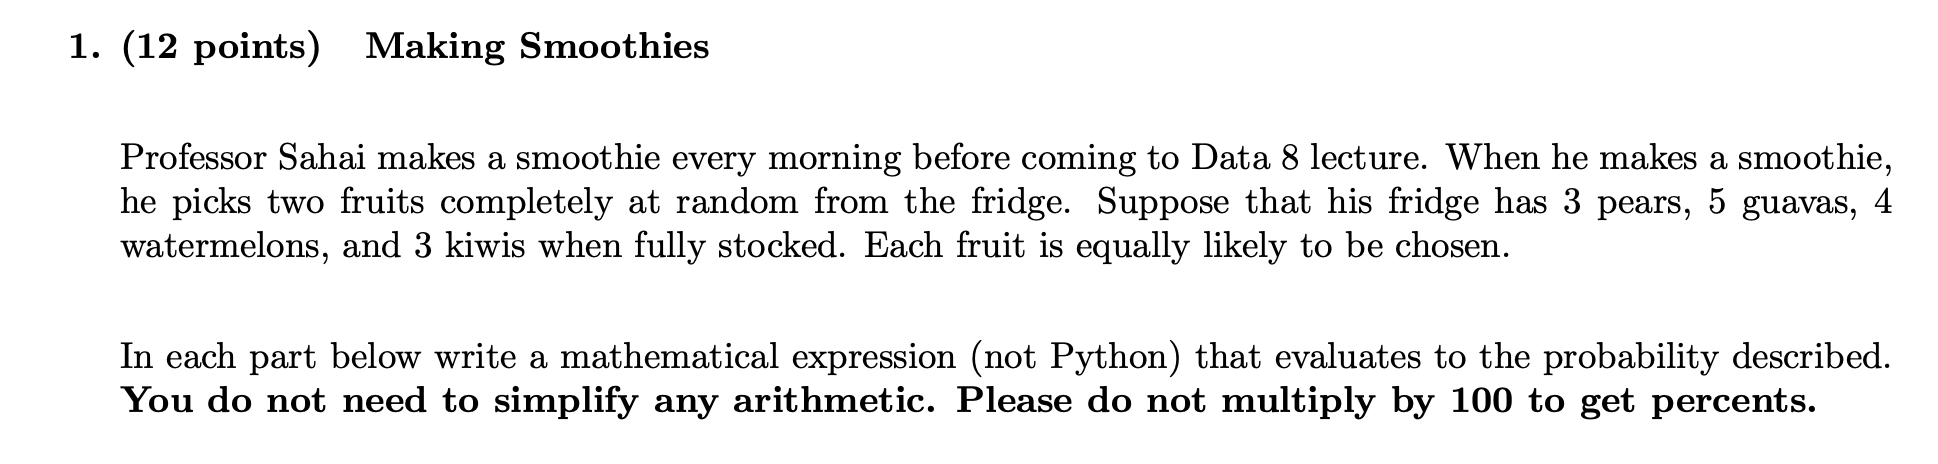 1. (12 points) Making Smoothies
Professor Sahai makes a smoothie every morning before coming to Data 8 lecture. When he makes a smoothie,
he picks two fruits completely at random from the fridge. Suppose that his fridge has 3 pears, 5 guavas, 4
watermelons, and 3 kiwis when fully stocked. Each fruit is equally likely to be chosen.
In each part below write a mathematical expression (not Python) that evaluates to the probability described.
You do not need to simplify any arithmetic. Please do not multiply by 100 to get percents.